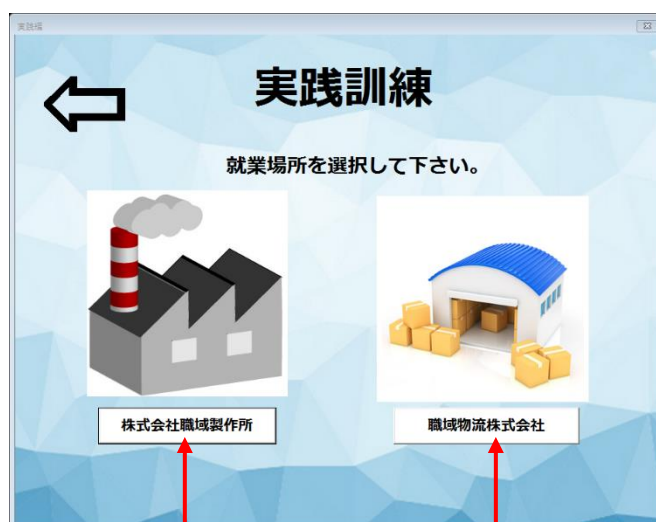 実践編
実践訓練
就業場所を選択して下さい。
株式会社職域製作所
職域物流株式会社